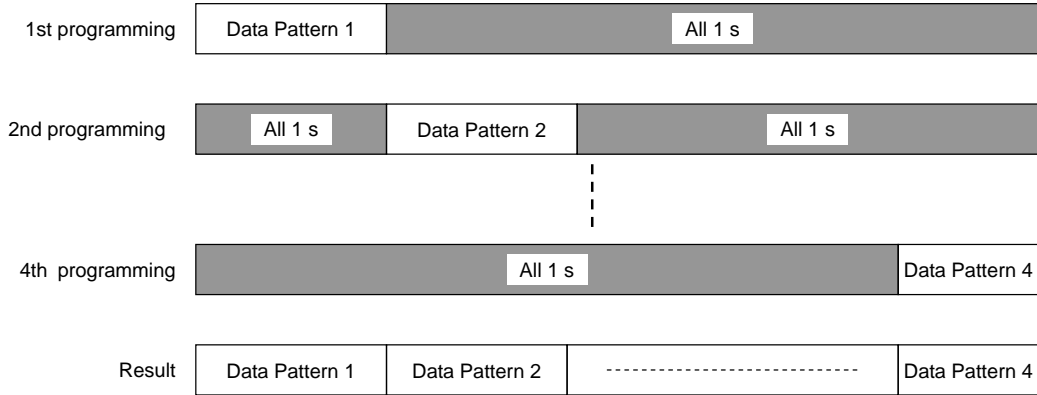 1st programming Data Pattern 1 All 1 s
2nd programming All 1 s Data Pattern 2 All 1 s
4th programming All 1 s Data Pattern 4
Result Data Pattern 1 Data Pattern 2 Data Pattern 4